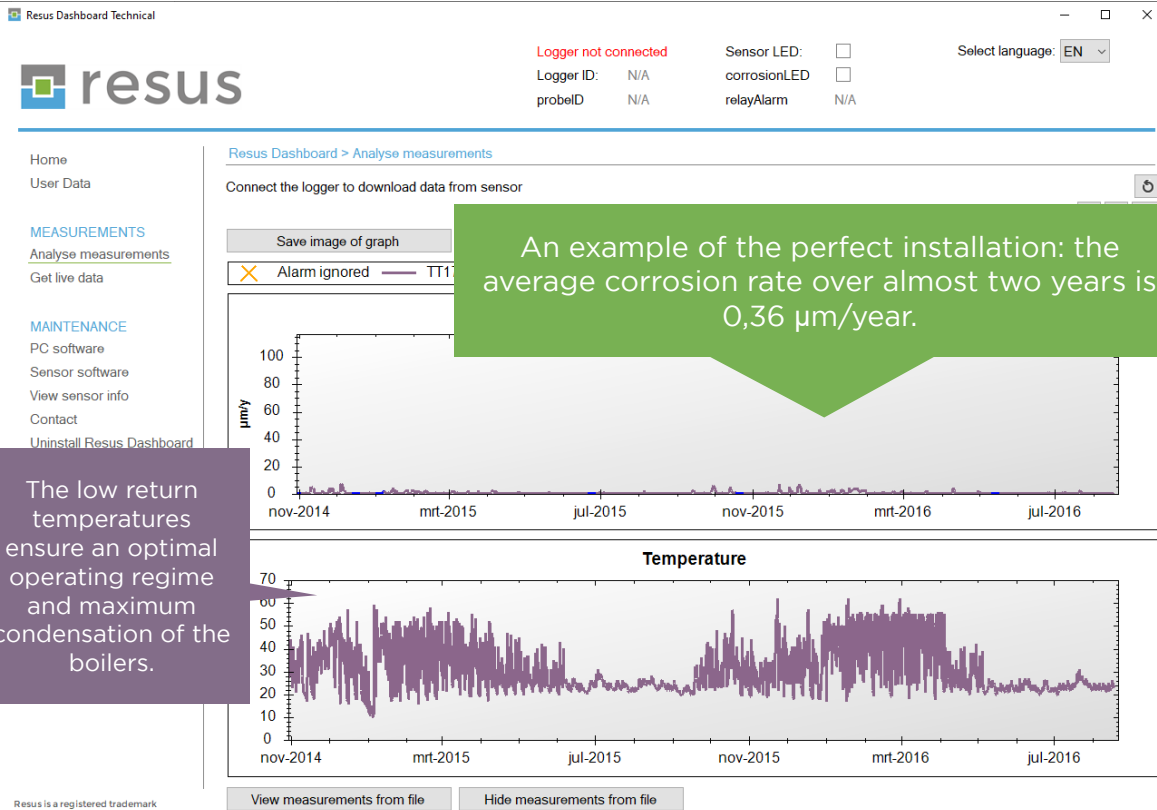 Resus Dashboard Technical
resus
Logger not connected
Logger ID: N/A
probeID N/A
Sensor LED:
corrosionLED
relayAlarm N/A
Select language: EN
Home
User Data
MEASUREMENTS
Analyse measurements
Get live data
MAINTENANCE
PC software
Sensor software
View sensor info
Contact
Uninstall Resus Dashboard
Resus Dashboard > Analyse measurements
Connect the logger to download data from sensor
Save image of graph
Alarm ignored
An example of the perfect installation: the
average corrosion rate over almost two years is
0,36 µm/year.
µm/y
100
80
60
40
20
0
nov-2014 mrt-2015 jul-2015 nov-2015 mrt-2016 jul-2016
The low return
temperatures
ensure an optimal
operating regime
and maximum
condensation of the
boilers.
Temperature
70
60
50
40
30
20
10
0
nov-2014 mrt-2015 jul-2015 nov-2015 mrt-2016 jul-2016
View measurements from file
Hide measurements from file
Resus is a registered trademark